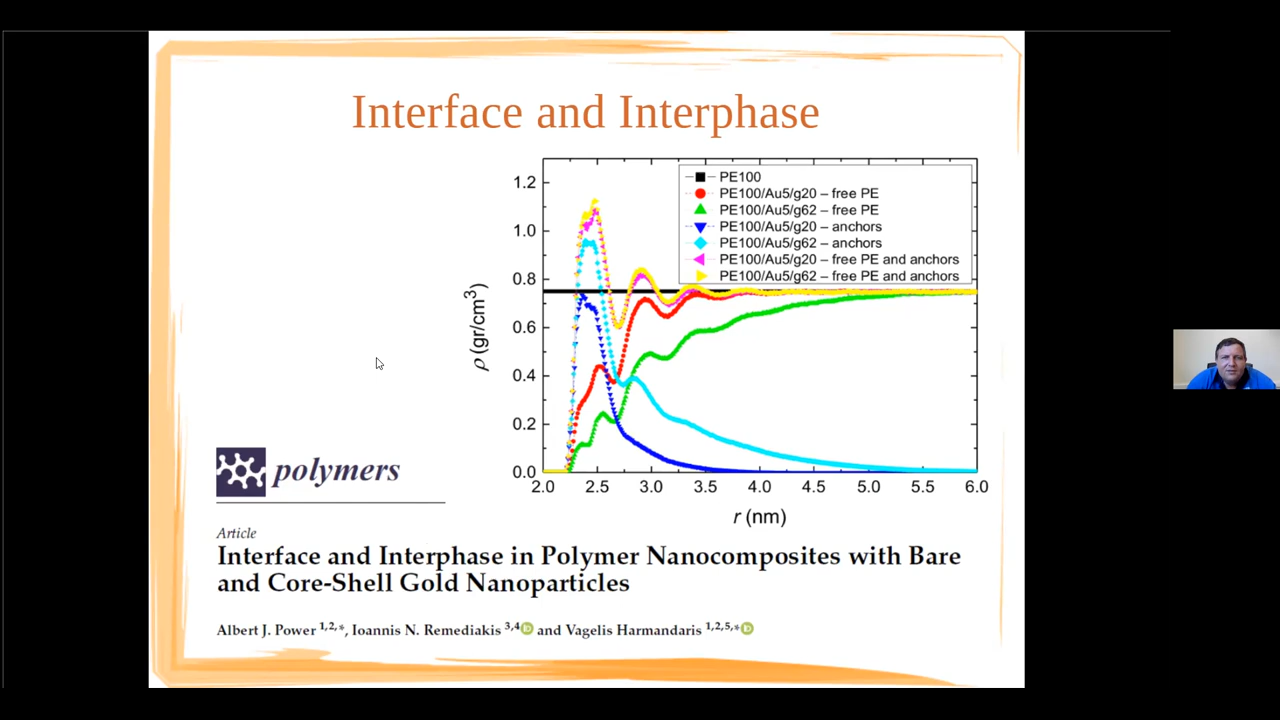 Interface and Interphase
1.2
1.0
0.8
0.6
0.4
0.2
0.0
ρ (gr/cm³)
PE100
PE100/Au5/g20 – free PE
PE100/Au5/g62 – free PE
PE100/Au5/g20 – anchors
PE100/Au5/g62 – anchors
PE100/Au5/g20 – free PE and anchors
PE100/Au5/g62 – free PE and anchors
2.0 2.5 3.0 3.5 4.0 4.5 5.0 5.5 6.0
r (nm)
polymers
Article
Interface and Interphase in Polymer Nanocomposites with Bare
and Core-Shell Gold Nanoparticles
Albert J. Power 1,2,*, Ioannis N. Remediakis 3,4 iD and Vagelis Harmandaris 1,2,5,* iD